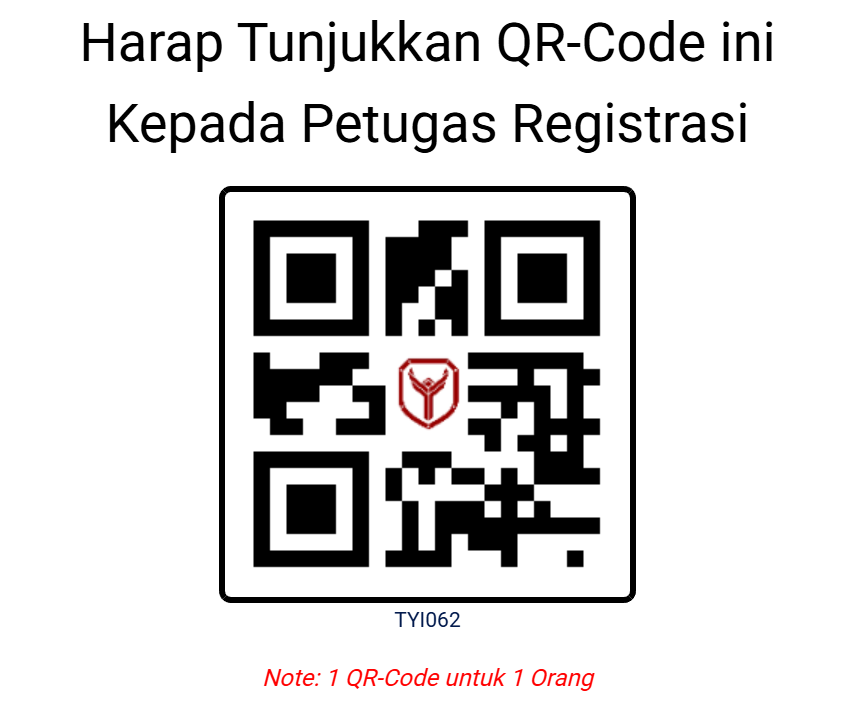 Harap Tunjukkan QR-Code ini
Kepada Petugas Registrasi
TYI062
Note: 1 QR-Code untuk 1 Orang